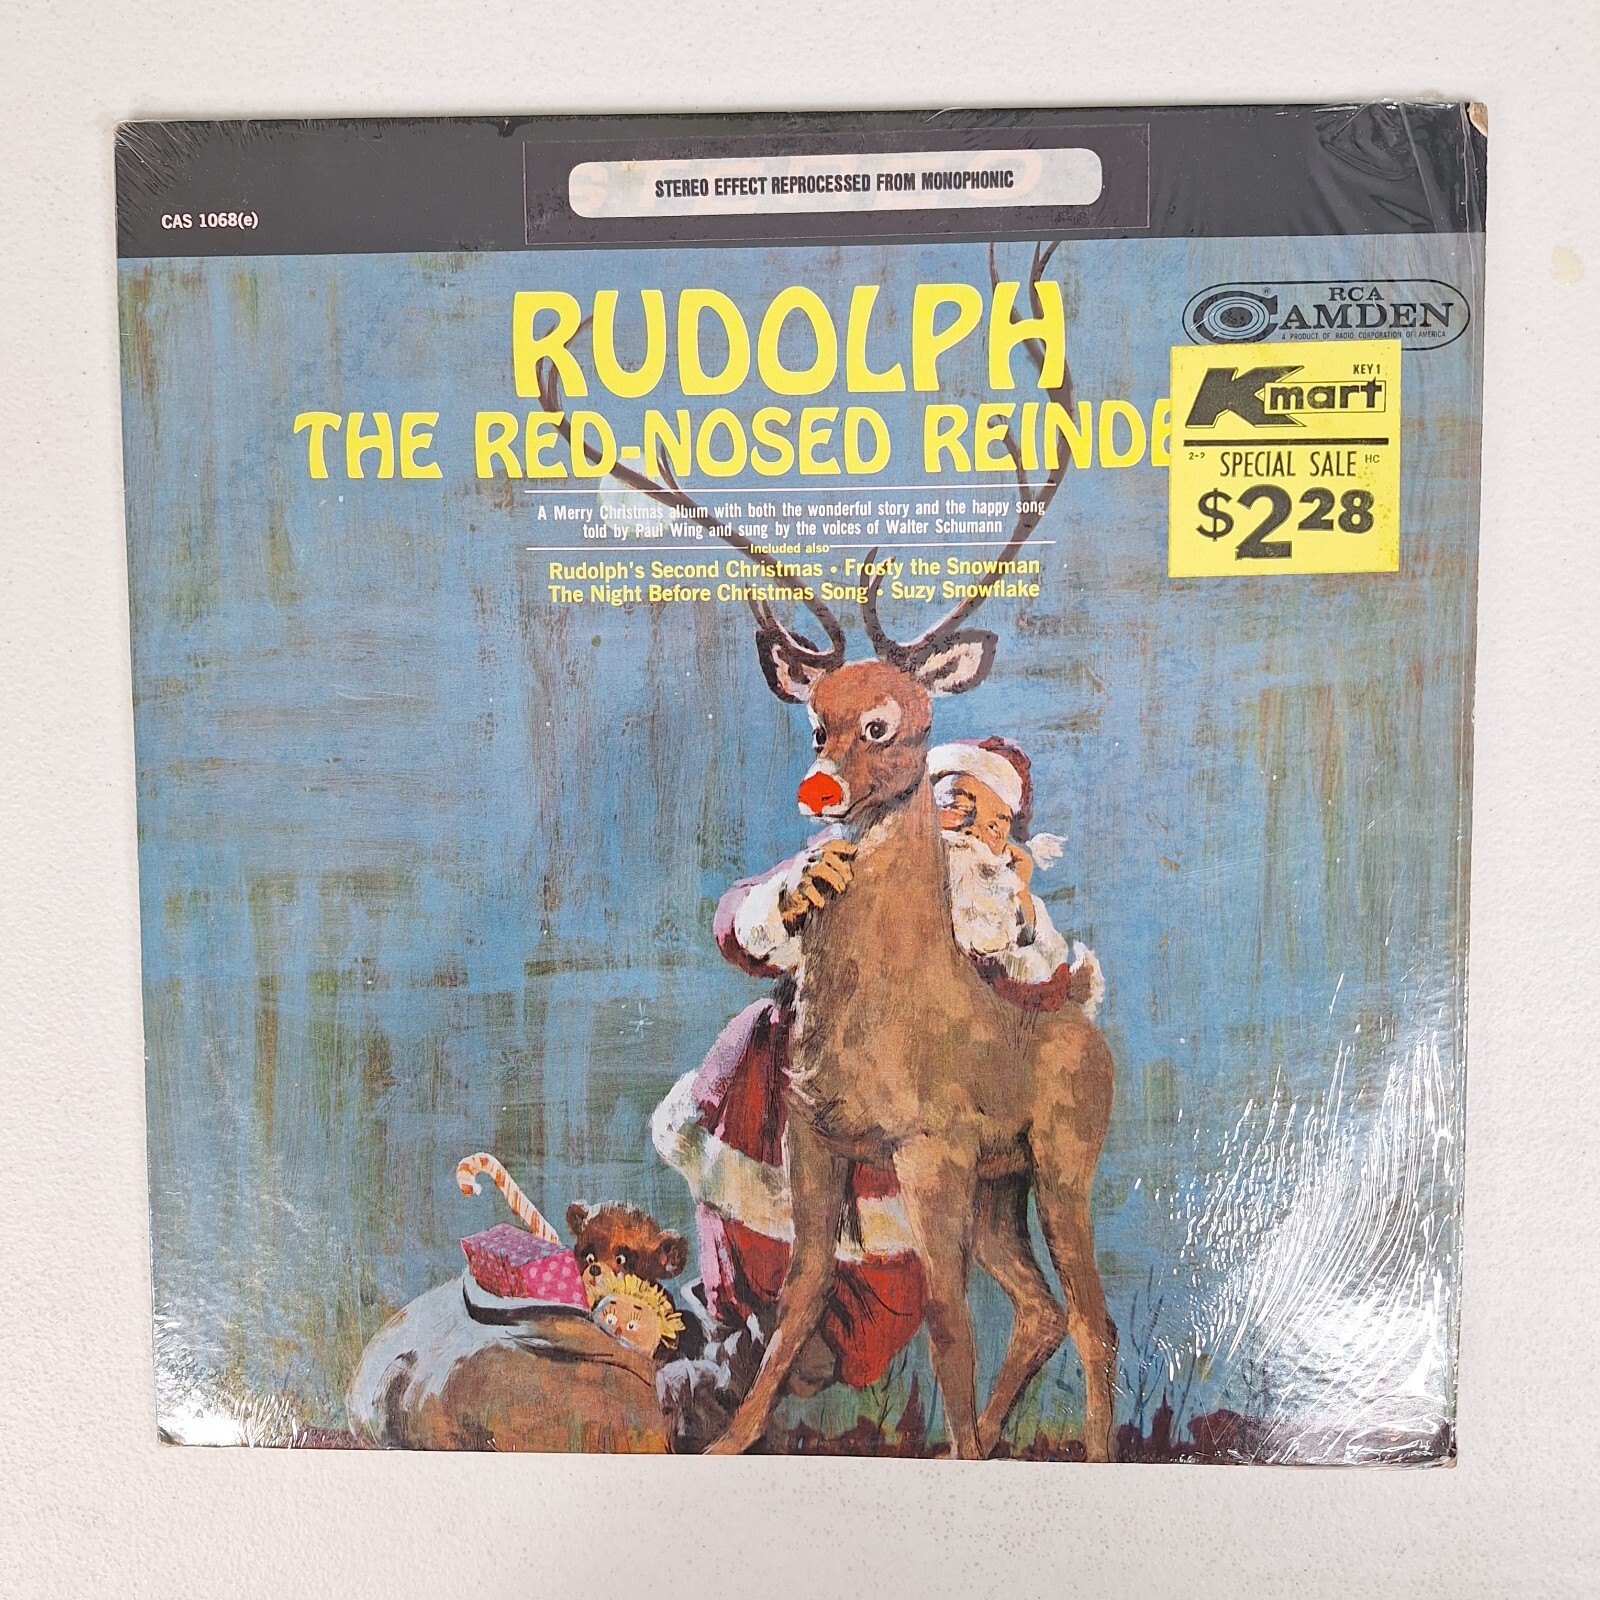 STEREO EFFECT REPROCESSED FROM MONOPHONIC
CAS 1068(e)
RCA
CAMDEN
®
A PRODUCT OF RADIO CORPORATION OF AMERICA
RUDOLPH
THE RED-NOSED REINDE
KEY 1
Kmart
2-2 SPECIAL SALE HC
$2.28
A Merry Christmas album with both the wonderful story and the happy song
told by Paul Wing and sung by the voices of Walter Schumann
Included also
Rudolph's Second Christmas • Frosty the Snowman
The Night Before Christmas Song • Suzy Snowflake